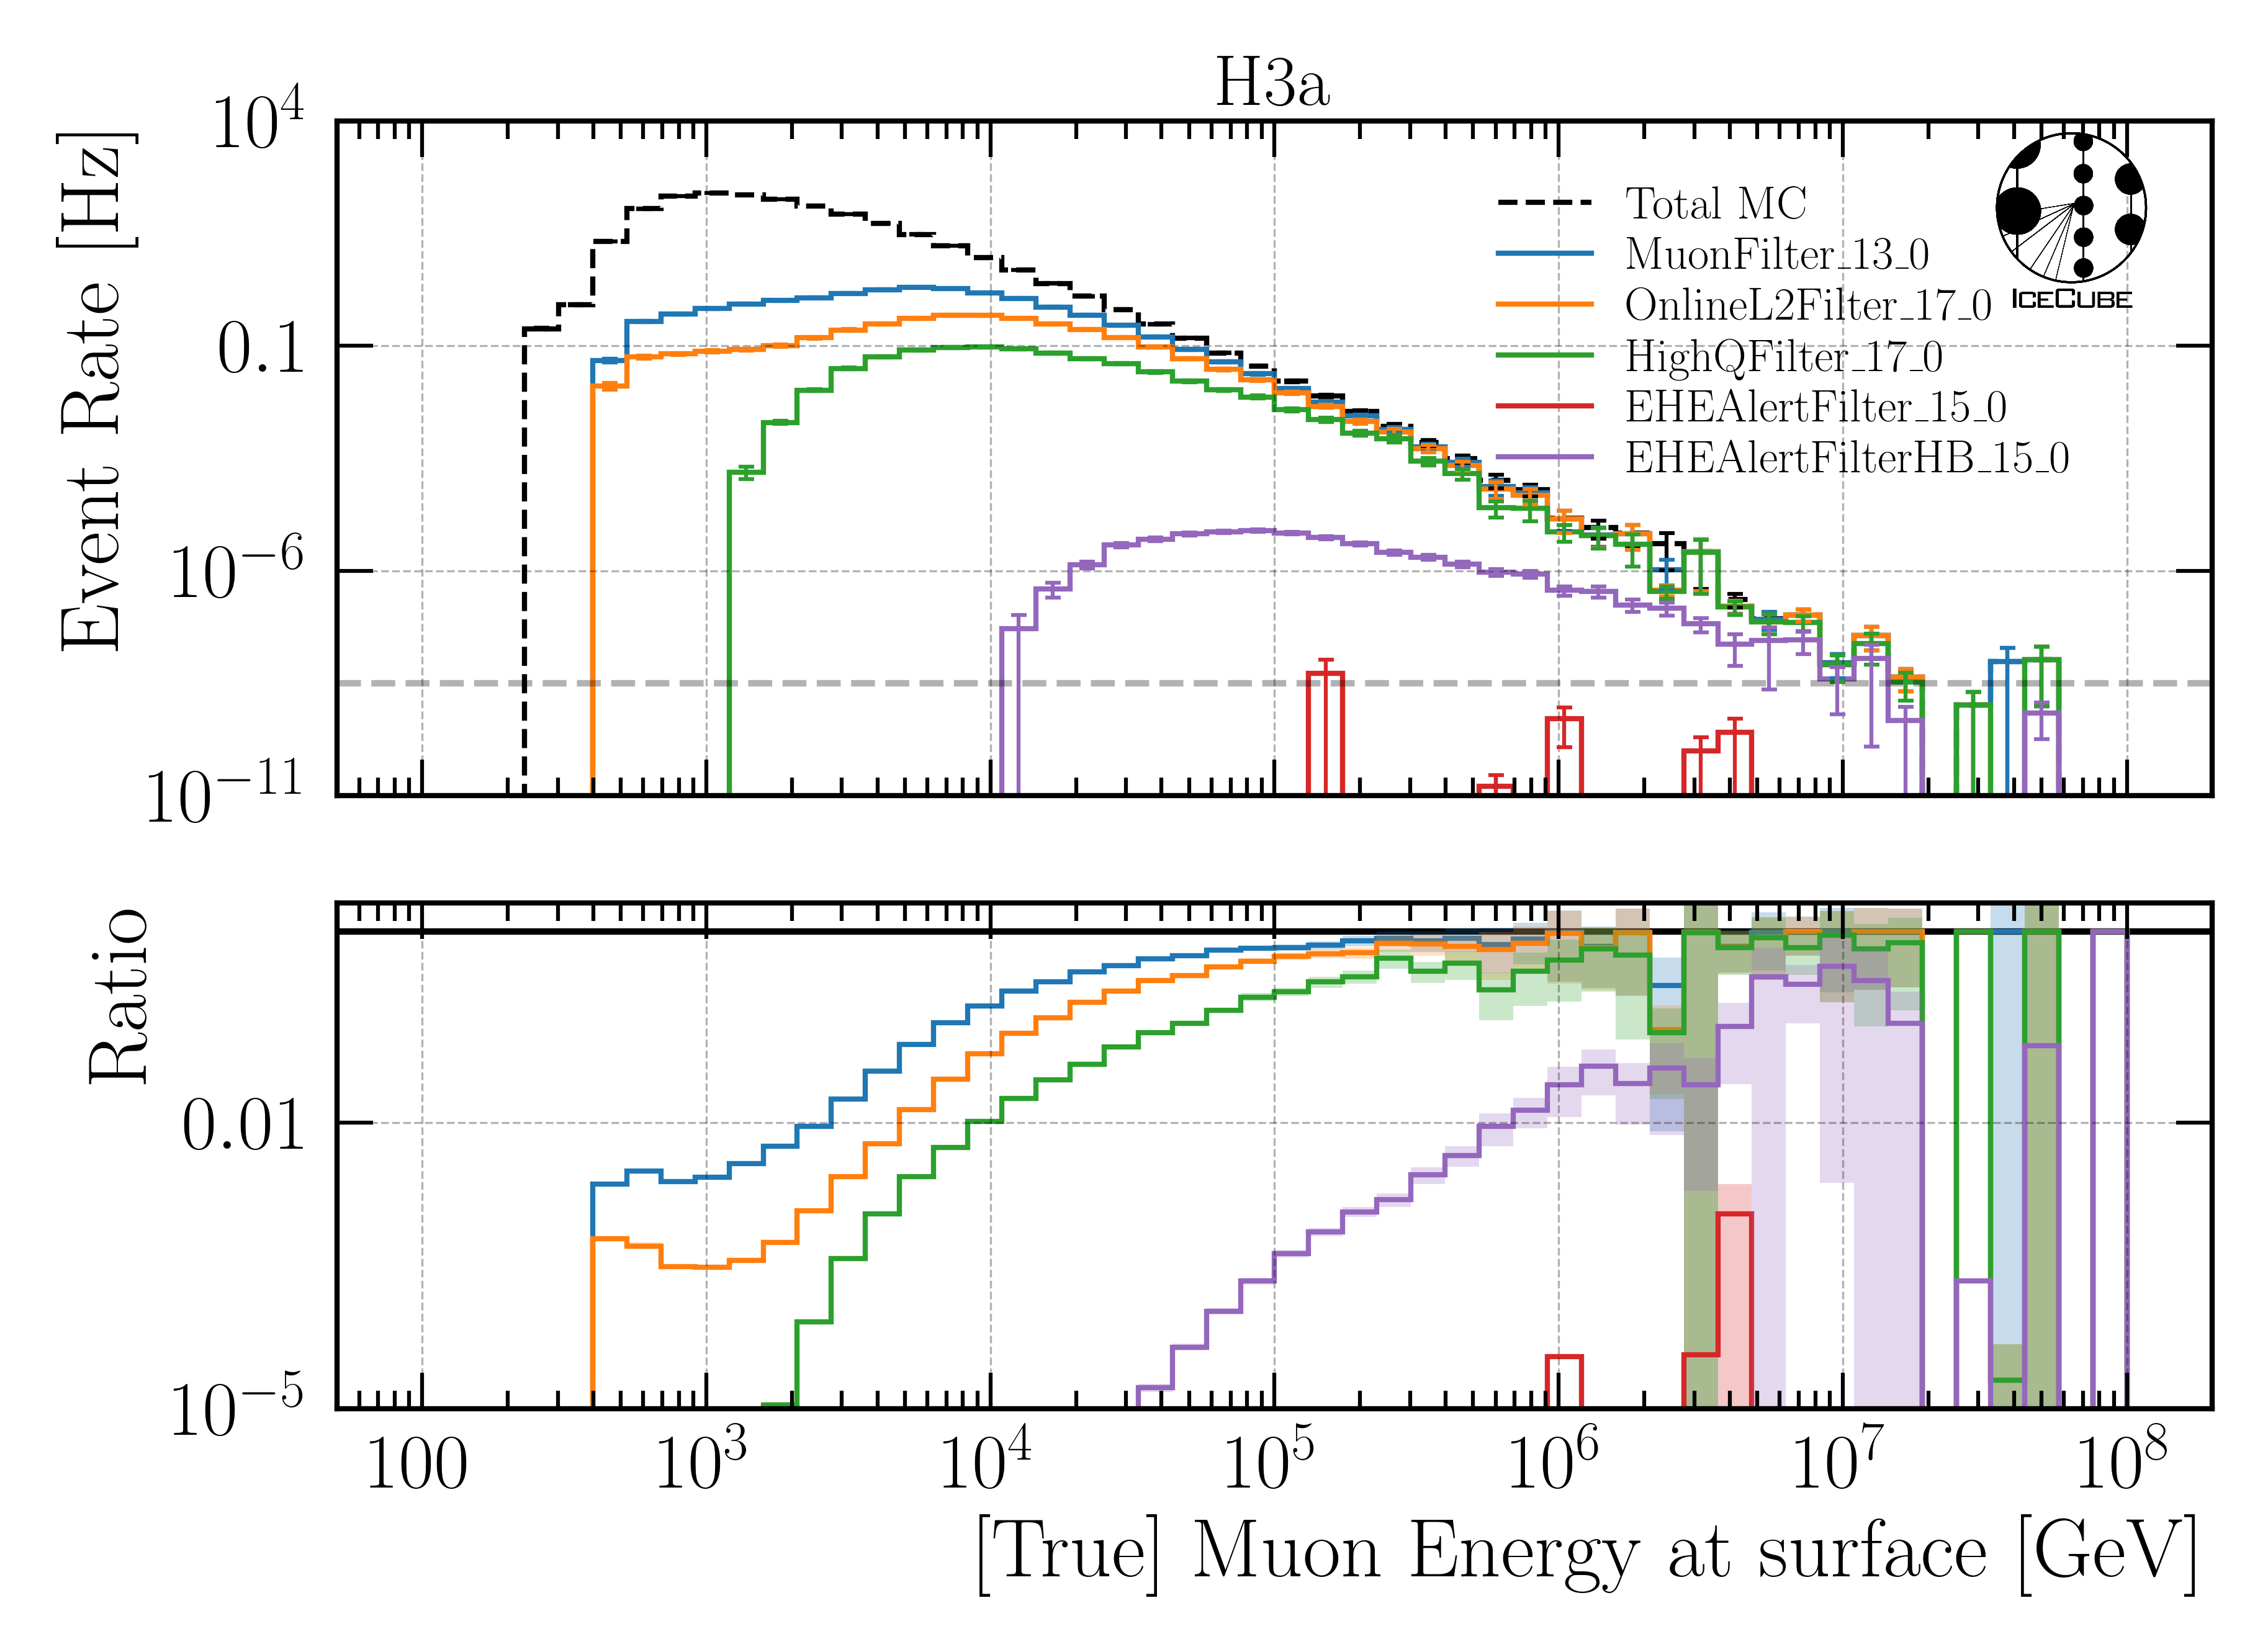 H3a
10^4
0.1
10^−6
10^−11
Event Rate [Hz]
Total MC
MuonFilter_13_0
OnlineL2Filter_17_0
HighQFilter_17_0
EHEAlertFilter_15_0
EHEAlertFilterHB_15_0
ICECUBE
Ratio
0.01
10^−5
100
10^3
10^4
10^5
10^6
10^7
10^8
[True] Muon Energy at surface [GeV]